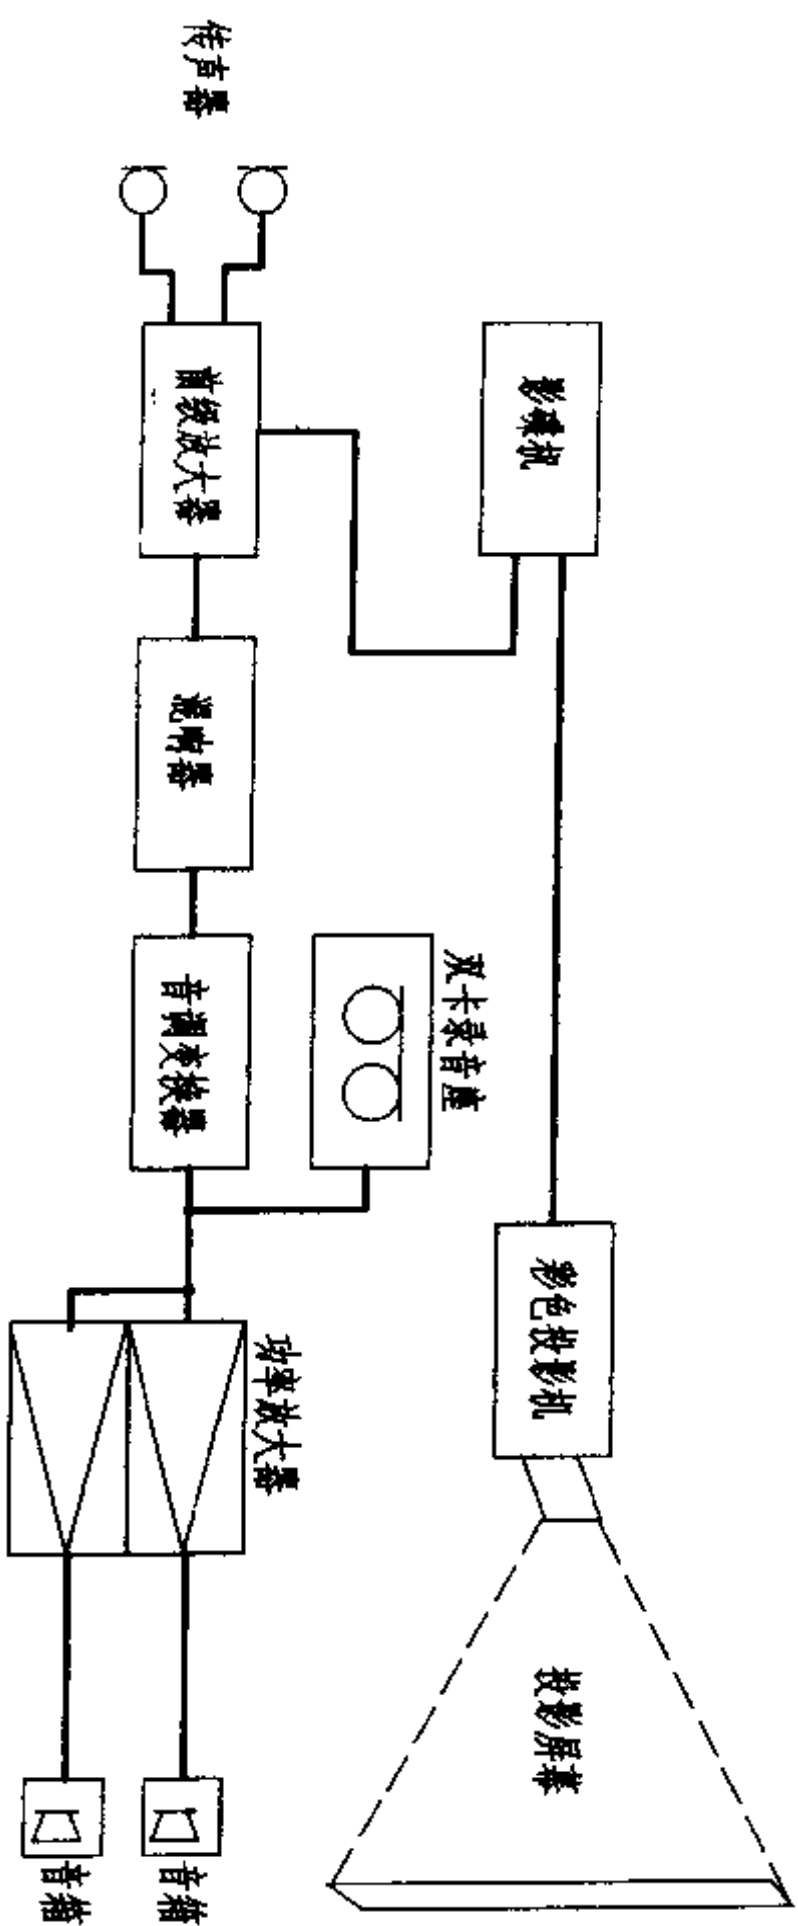 影碟机
彩色投影机
投影屏幕
双卡录音座
传声器
前级放大器
混响器
音调变换器
功率放大器
音箱
音箱